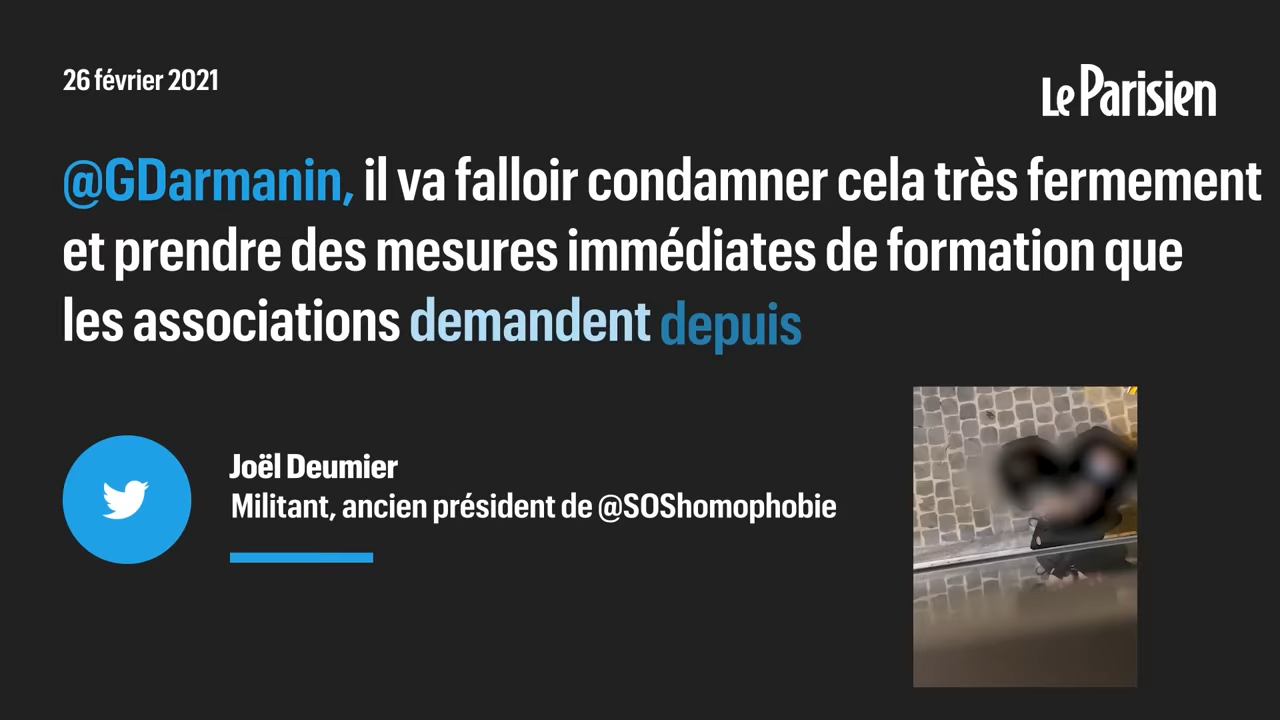 26 février 2021
Le Parisien
@GDarmanin, il va falloir condamner cela très fermement
et prendre des mesures immédiates de formation que
les associations demandent depuis
Joël Deumier
Militant, ancien président de @SOShomophobie